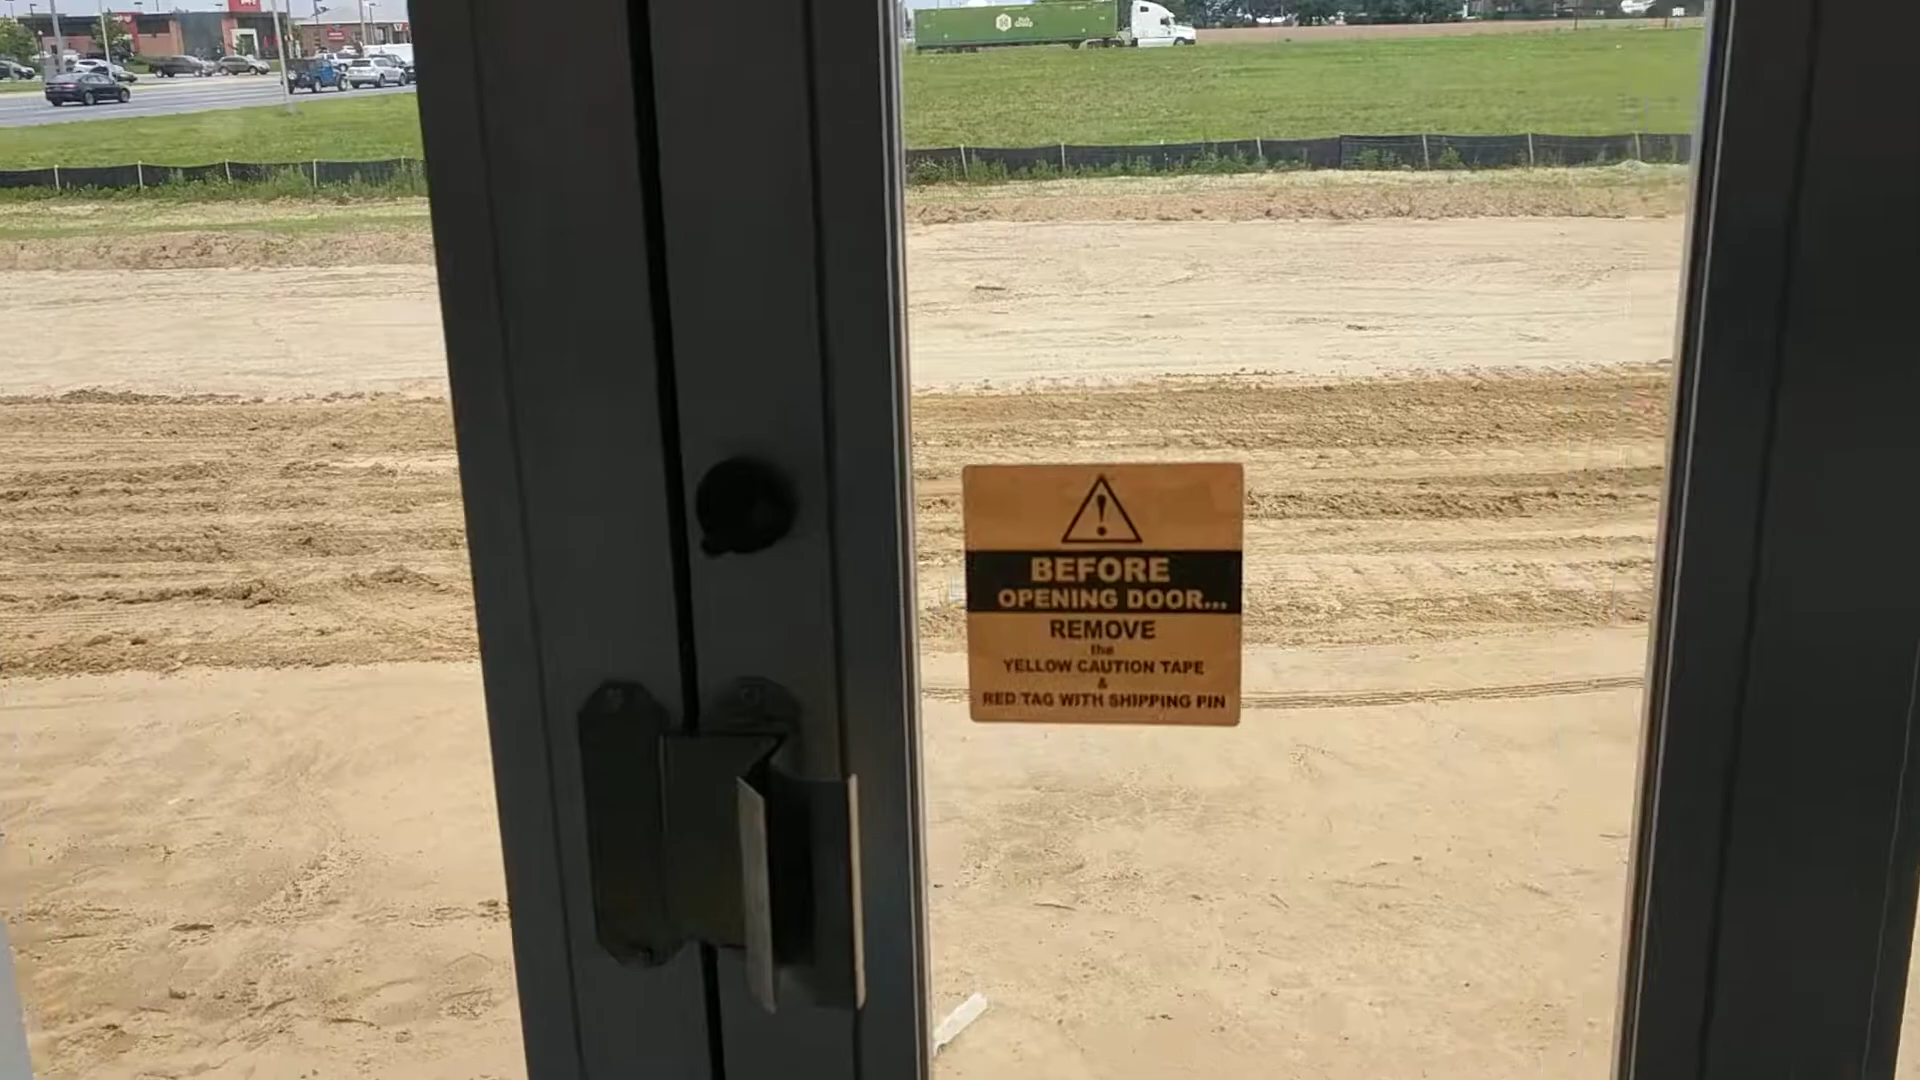 BEFORE
OPENING DOOR...
REMOVE
the
YELLOW CAUTION TAPE
&
RED TAG WITH SHIPPING PIN